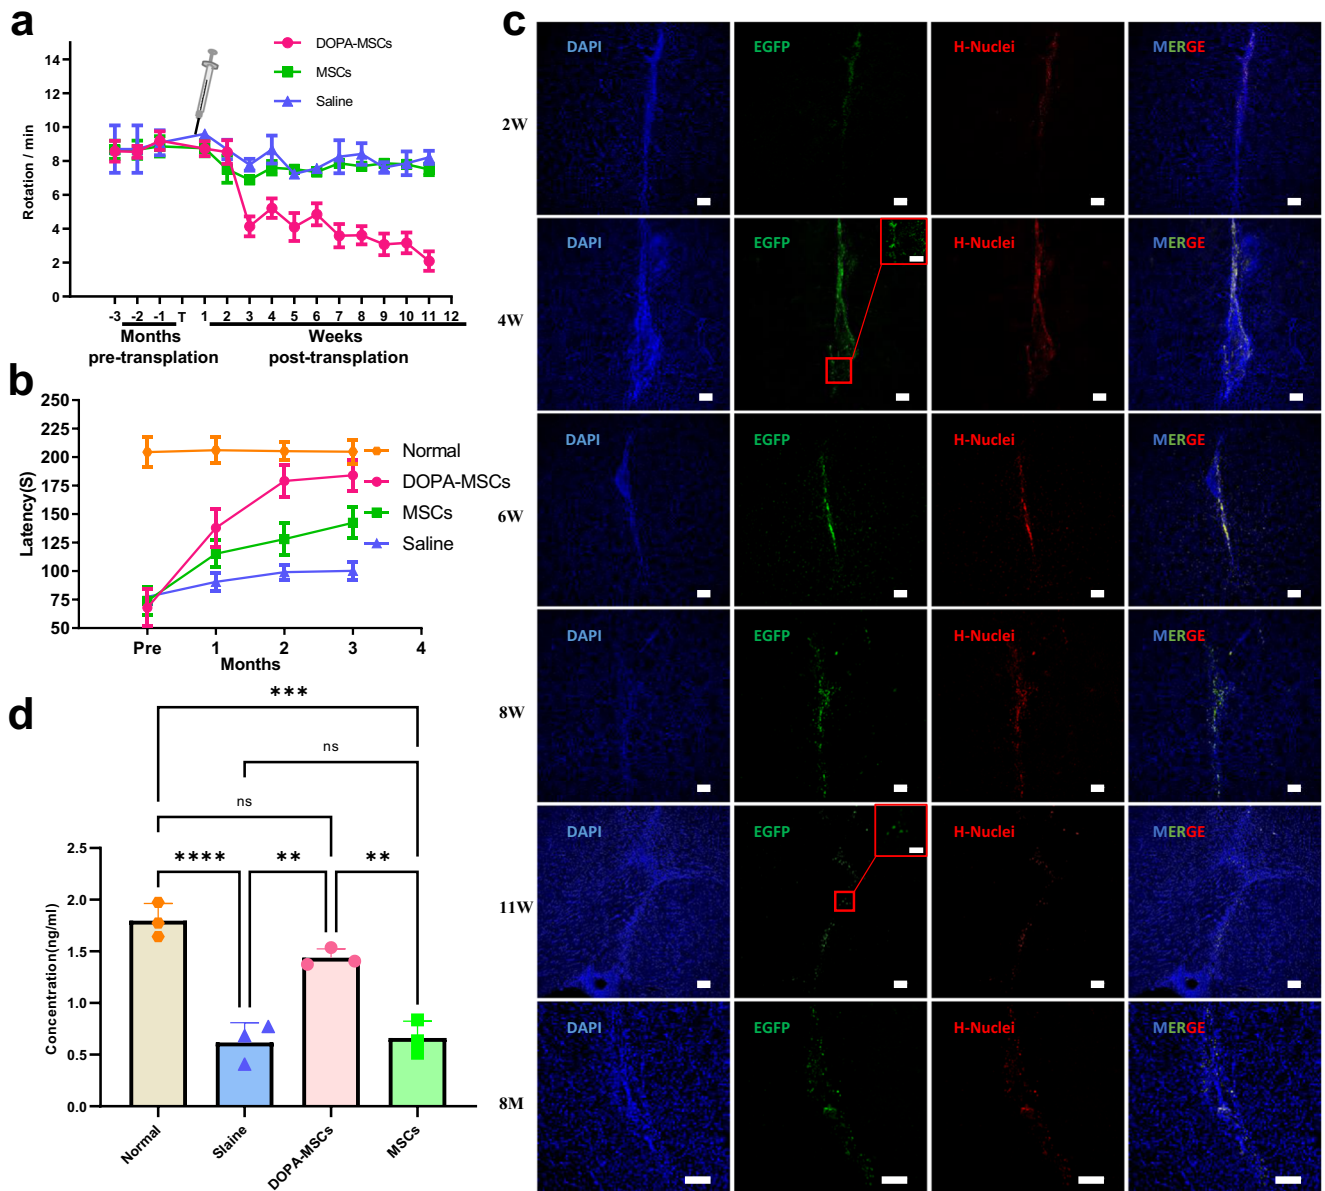 a
14
12
10
8
6
4
2
0
Rotation / min
DOPA-MSCs
MSCs
Saline
-3 -2 -1 T 1 2 3 4 5 6 7 8 9 10 11 12
Months
pre-transplation
Weeks
post-transplation
b
250
225
200
175
150
125
100
75
50
Latency(S)
Normal
DOPA-MSCs
MSCs
Saline
Pre 1 2 3 4
Months
d
***
ns
ns
**** ** **
2.5
2.0
1.5
1.0
0.5
0.0
Concentration(ng/ml)
Normal
Slaine
DOPA-MSCs
MSCs
c
2W
DAPI EGFP H-Nuclei MERGE
4W
DAPI EGFP H-Nuclei MERGE
6W
DAPI EGFP H-Nuclei MERGE
8W
DAPI EGFP H-Nuclei MERGE
11W
DAPI EGFP H-Nuclei MERGE
8M
DAPI EGFP H-Nuclei MERGE